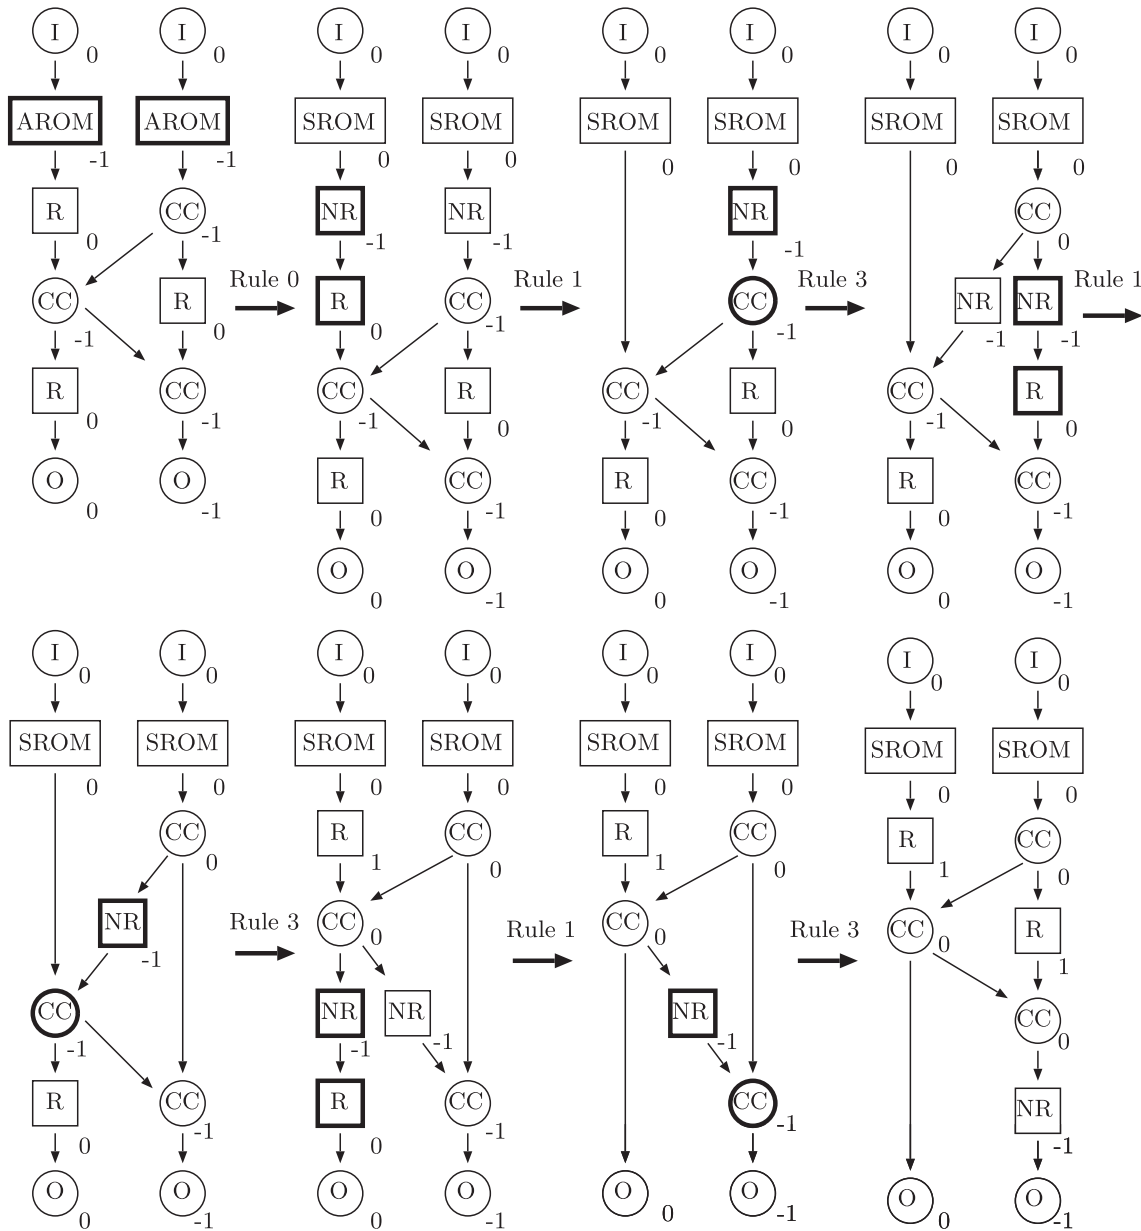 I I I I I I I I
0 0 0 0 0 0 0 0
AROM AROM SROM SROM SROM SROM SROM SROM
-1 -1 0 0 0 0 0 0
R CC NR NR NR CC
0 -1 -1 -1 -1 0
Rule 0 Rule 1 Rule 3 Rule 1
CC R R CC CC NR NR
-1 0 0 -1 -1 -1 -1
R CC CC R CC R CC R
0 -1 -1 0 -1 0 -1 0
O O R CC R CC R CC
0 -1 0 -1 0 -1 0 -1
O O O O O O
0 -1 0 -1 0 -1
I I I I I I I I
0 0 0 0 0 0 0 0
SROM SROM SROM SROM SROM SROM SROM SROM
0 0 0 0 0 0 0 0
CC R CC R CC R CC
0 1 0 1 0 1 0
Rule 3 Rule 1 Rule 3
NR CC CC CC R
-1 0 0 0 1
CC NR NR NR CC
-1 -1 -1 -1 0
R CC R CC CC NR
0 -1 0 -1 -1 -1
O O O O O O O O
0 -1 0 -1 0 -1 0 -1